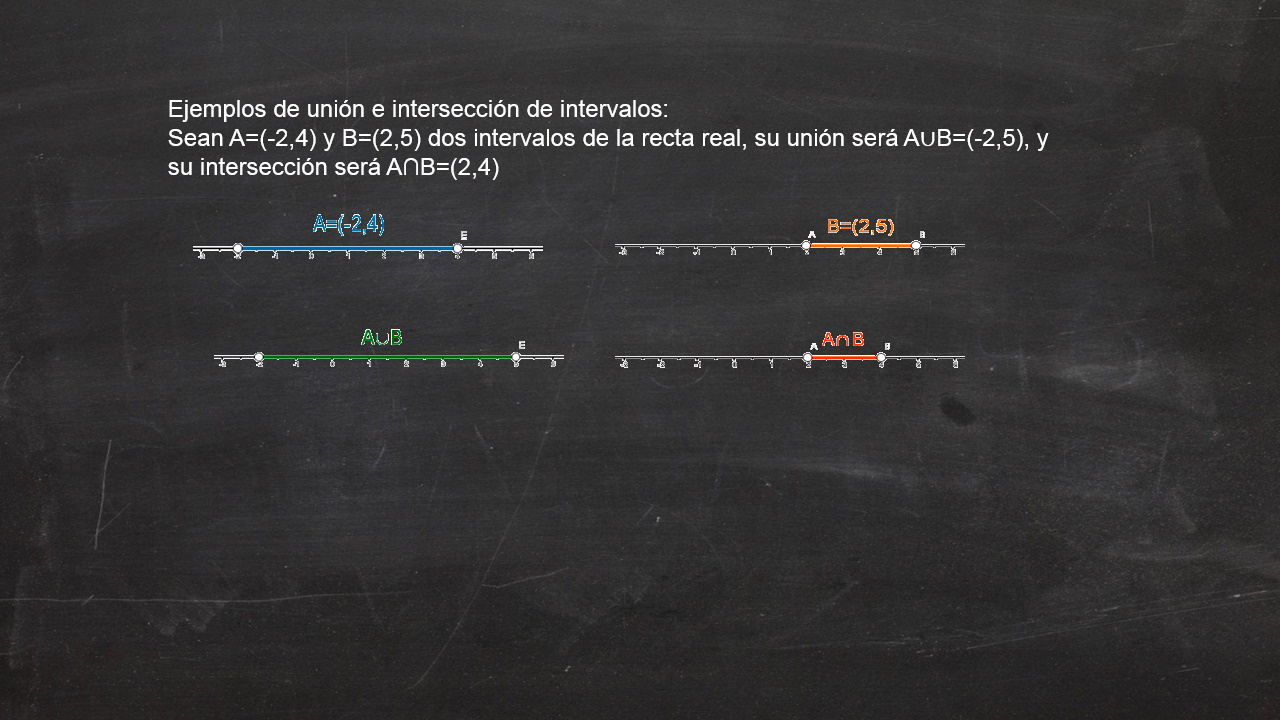 Ejemplos de unión e intersección de intervalos:
Sean A=(-2,4) y B=(2,5) dos intervalos de la recta real, su unión será A∪B=(-2,5), y
su intersección será A∩B=(2,4)
A=(-2,4)
E
B=(2,5)
A
B
A∪B
E
A∩B
A
B